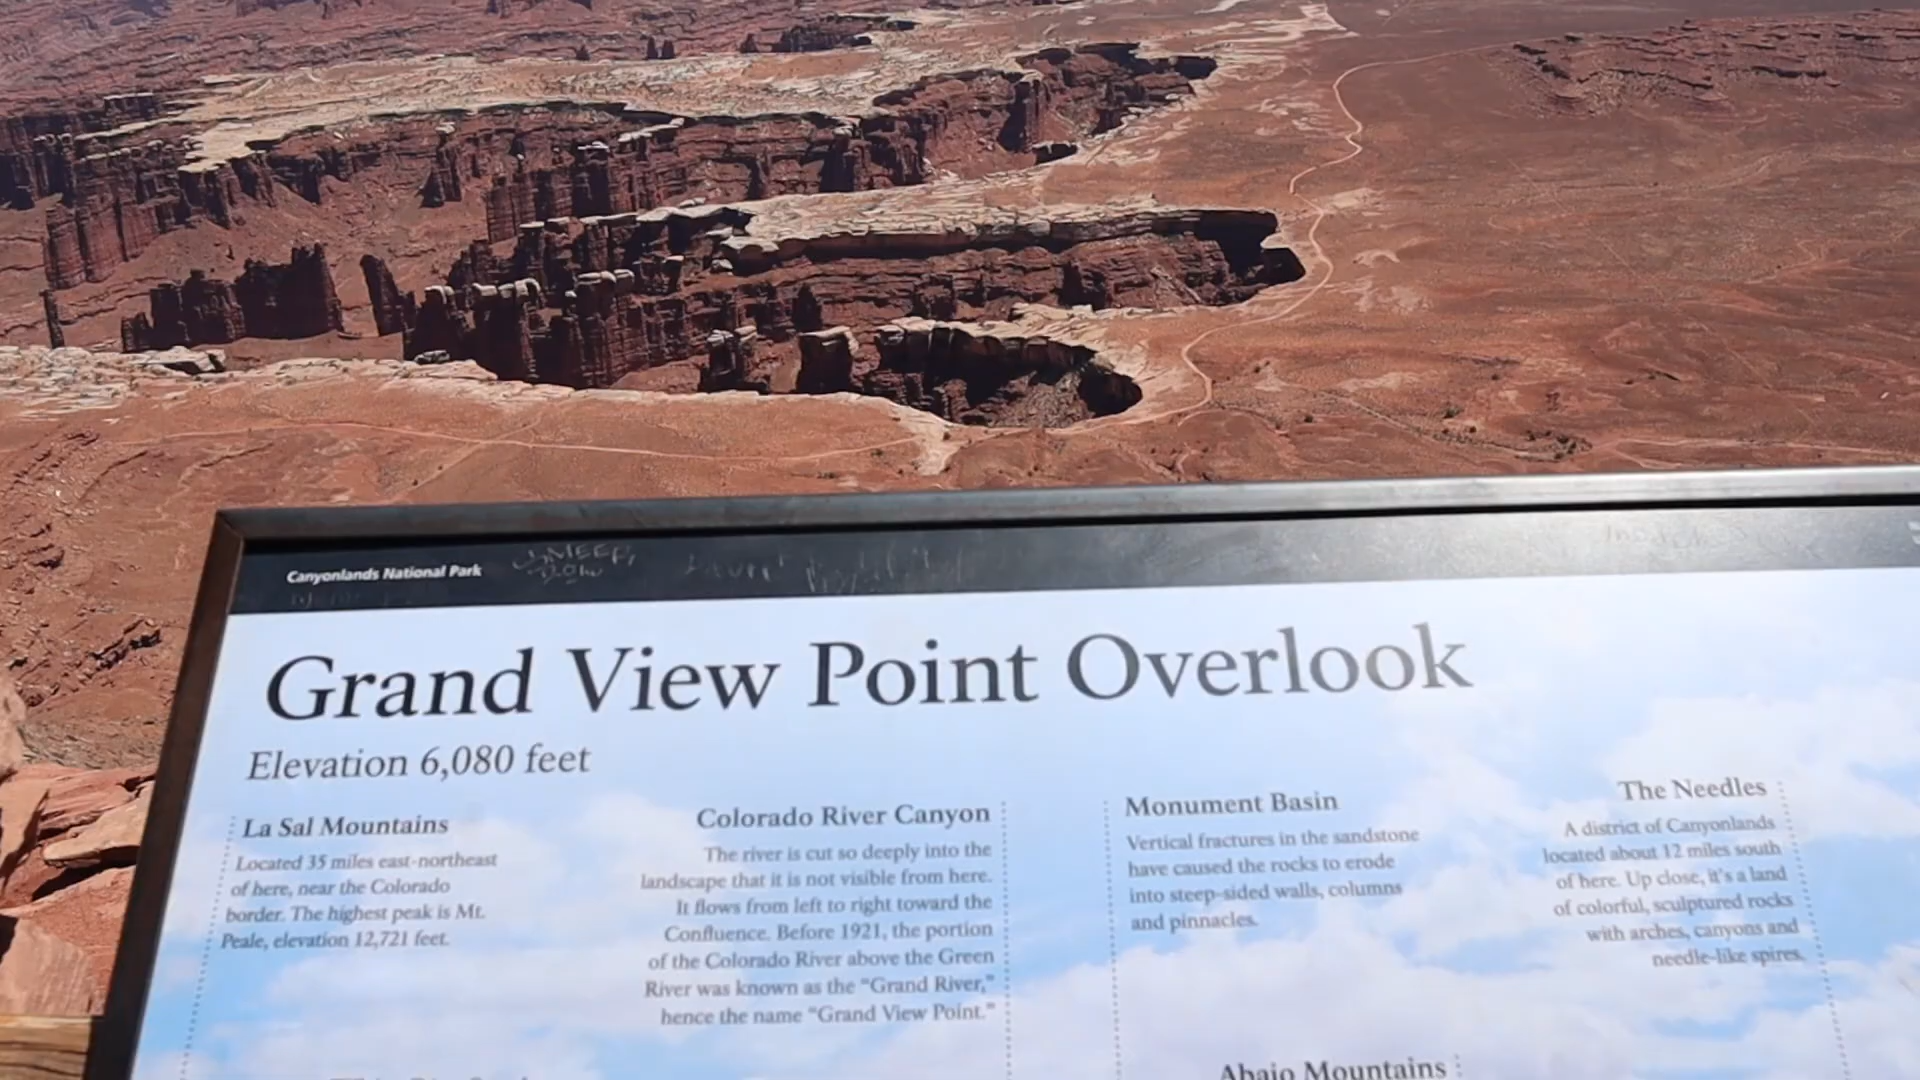 Canyonlands National Park
Grand View Point Overlook
Elevation 6,080 feet
La Sal Mountains
Located 35 miles east-northeast
of here, near the Colorado
border. The highest peak is Mt.
Peale, elevation 12,721 feet.
Colorado River Canyon
The river is cut so deeply into the
landscape that it is not visible from here.
It flows from left to right toward the
Confluence. Before 1921, the portion
of the Colorado River above the Green
River was known as the “Grand River,”
hence the name “Grand View Point.”
Monument Basin
Vertical fractures in the sandstone
have caused the rocks to erode
into steep-sided walls, columns
and pinnacles.
The Needles
A district of Canyonlands
located about 12 miles south
of here. Up close, it's a land
of colorful, sculptured rocks
with arches, canyons and
needle-like spires.
Abajo Mountains